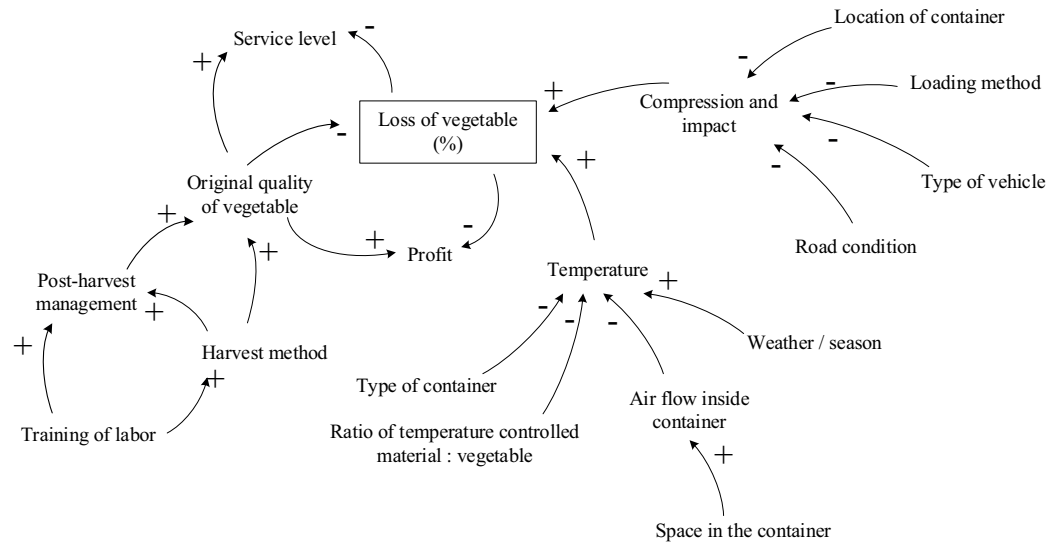 Location of container
Service level
-
+
-
Loading method
-
+
Compression and
impact
-
Loss of vegetable
(%)
-
-
+
-
Type of vehicle
Original quality
of vegetable
+
+
-
Road condition
+
Profit
Temperature
Post-harvest
management
+
+
-
-
-
+
Weather / season
Harvest method
+
Type of container
Air flow inside
container
Training of labor
Ratio of temperature controlled
material : vegetable
+
Space in the container